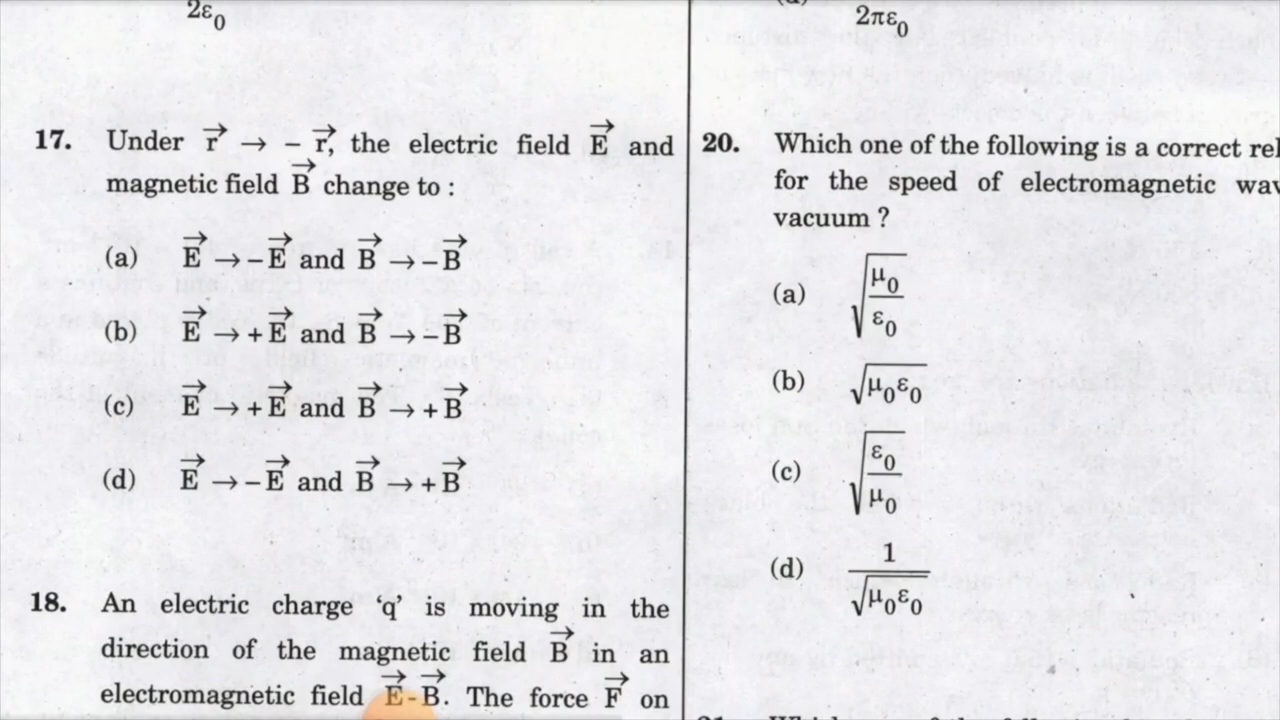 2ε₀
17. Under r⃗ → – r⃗, the electric field E⃗ and
magnetic field B⃗ change to :
(a) E⃗ → – E⃗ and B⃗ → – B⃗
(b) E⃗ → + E⃗ and B⃗ → – B⃗
(c) E⃗ → + E⃗ and B⃗ → + B⃗
(d) E⃗ → – E⃗ and B⃗ → + B⃗
18. An electric charge ‘q’ is moving in the
direction of the magnetic field B⃗ in an
electromagnetic field E⃗ - B⃗. The force F⃗ on
2πε₀
20. Which one of the following is a correct rel
for the speed of electromagnetic wav
vacuum ?
(a) √(μ₀/ε₀)
(b) √(μ₀ε₀)
(c) √(ε₀/μ₀)
(d) 1/√(μ₀ε₀)